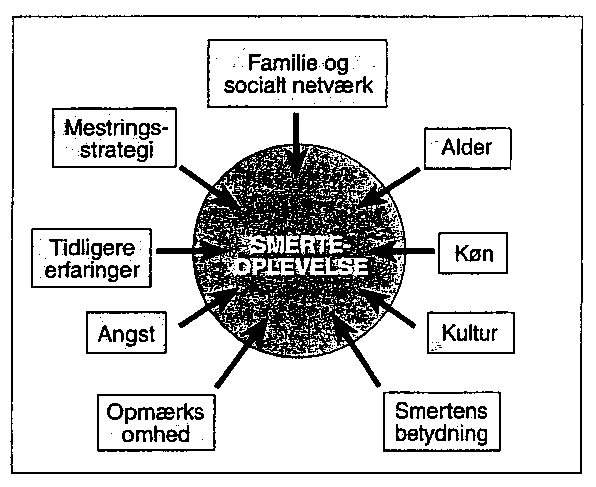 Familie og
socialt netværk
Mestrings-
strategi
Alder
Tidligere
erfaringer
SMERTE-
OPLEVELSE
Køn
Angst
Kultur
Opmærks
omhed
Smertens
betydning